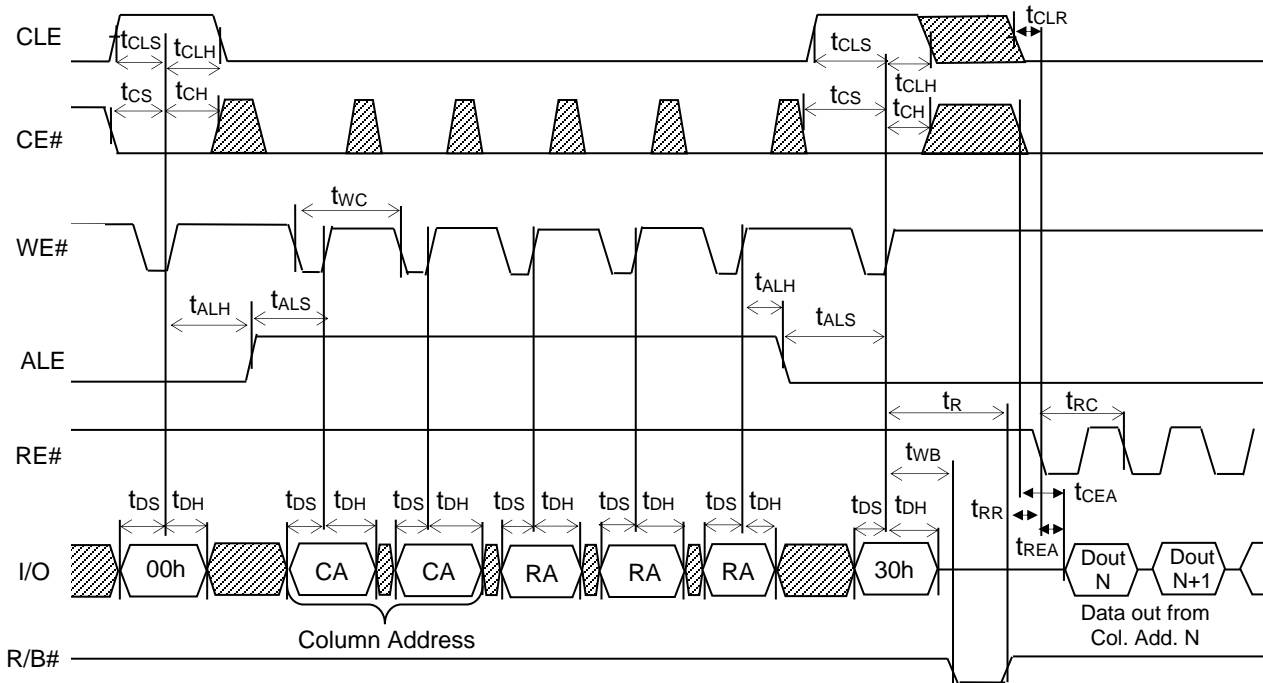 tCLR
CLE tCLS tCLH tCLS
tCLH
tCS tCH tCS tCH
CE#
tWC
WE#
tALH tALS tALH tALS
ALE
tR tRC
RE#
tWB
tDS tDH tDS tDH tDS tDH tDS tDH tDS tDH tDS tDH tDS tDH tCEA
tRR
tREA
I/O 00h CA CA RA RA RA 30h Dout N Dout N+1
Column Address Data out from
Col. Add. N
R/B#